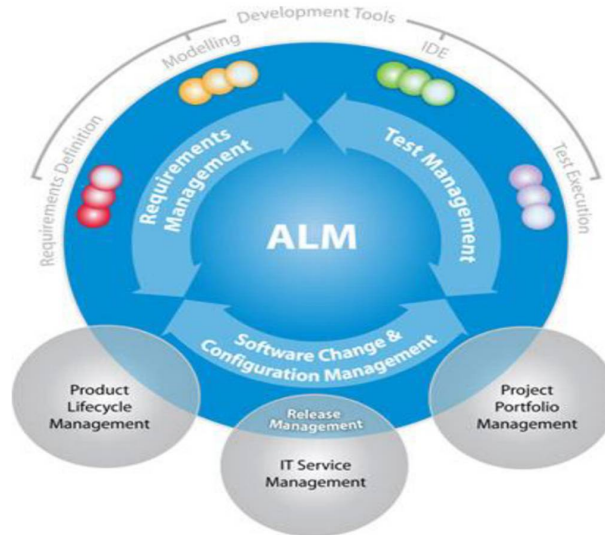 Development Tools
Modelling
IDE
Requirements Definition
Test Execution
Requirements
Management
Test Management
ALM
Software Change &
Configuration Management
Product
Lifecycle
Management
Release
Management
IT Service
Management
Project
Portfolio
Management